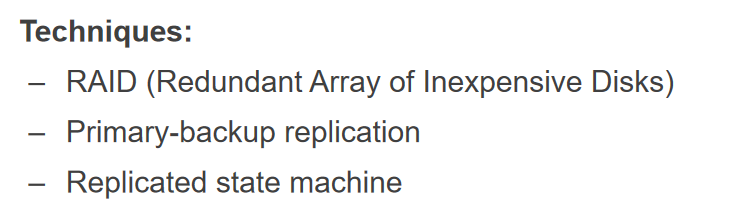 Techniques:
– RAID (Redundant Array of Inexpensive Disks)
– Primary-backup replication
– Replicated state machine